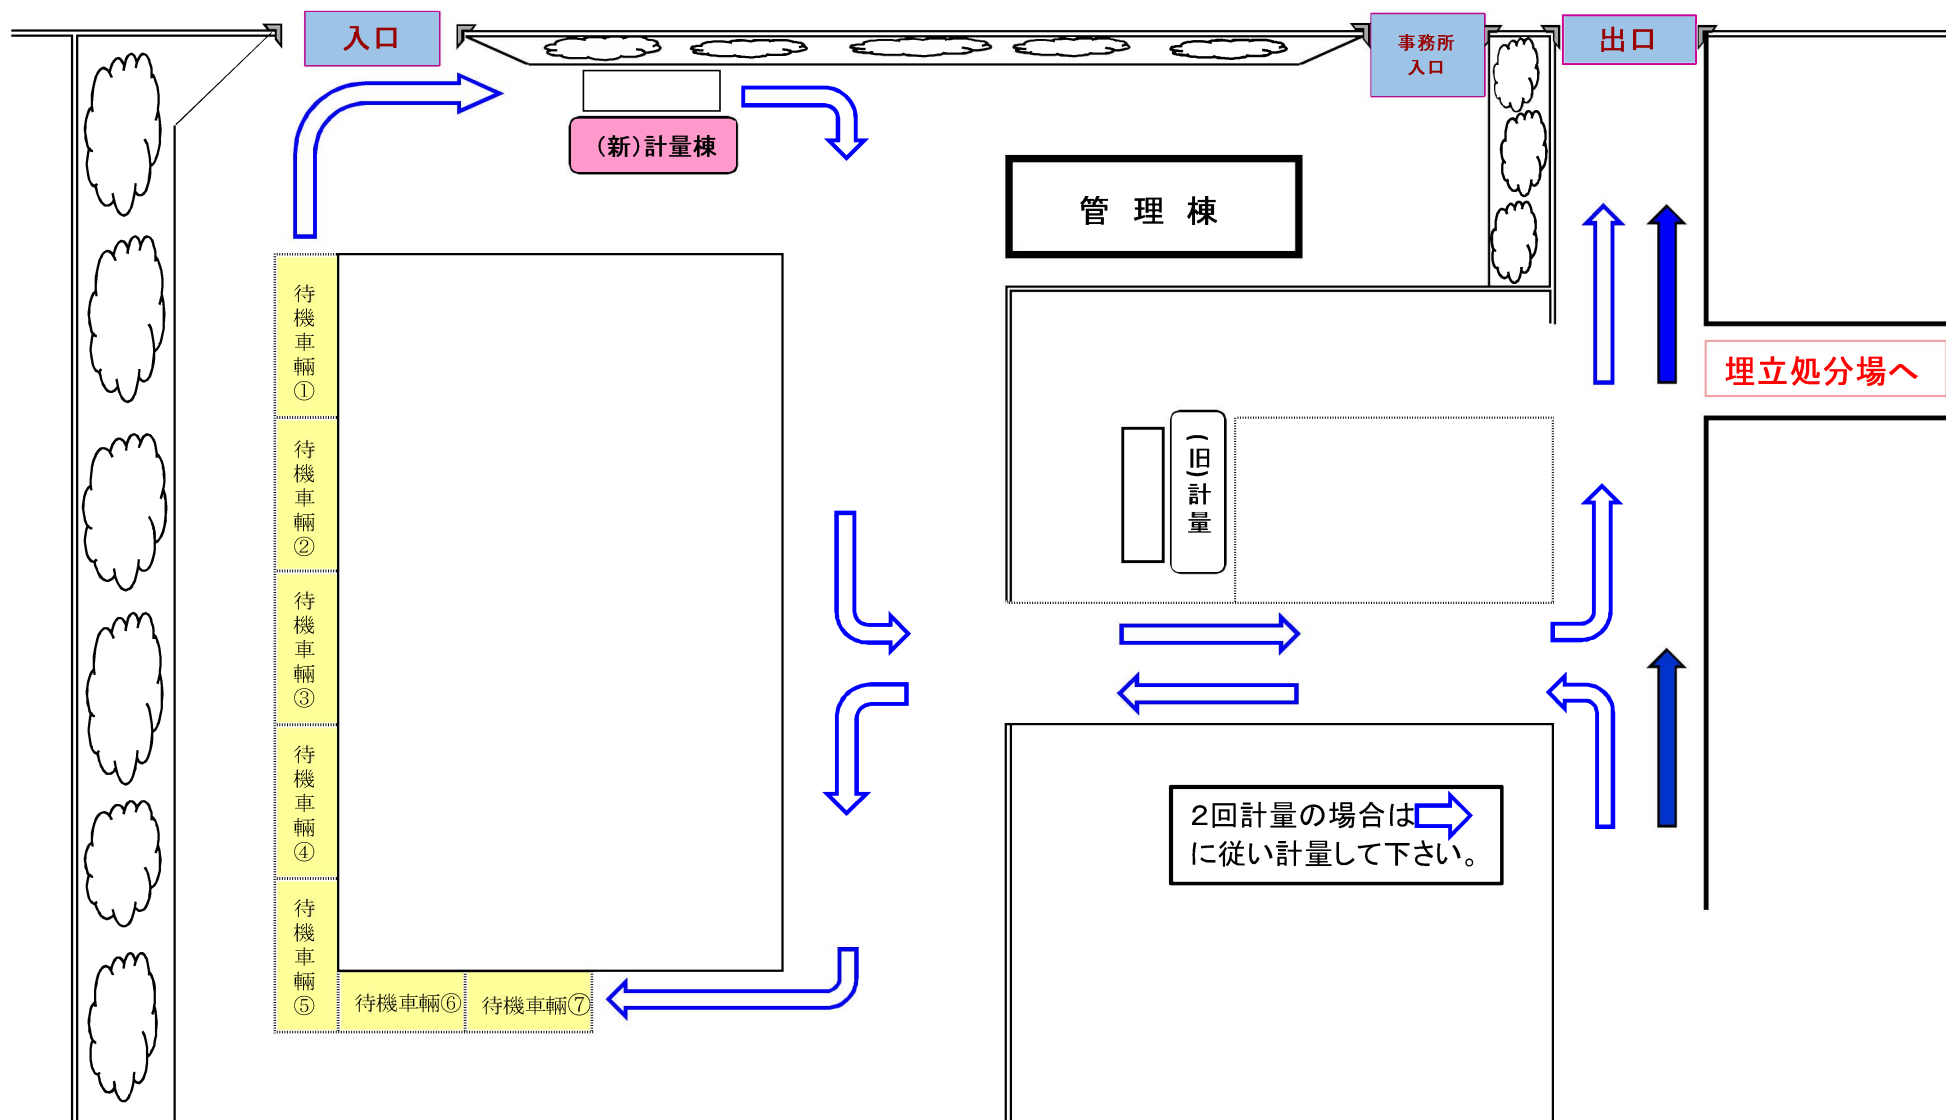 入口
事務所
入口
出口
(新)計量棟
管理棟
埋立処分場へ
(旧)計量
待機車輌①
待機車輌②
待機車輌③
待機車輌④
待機車輌⑤
待機車輌⑥
待機車輌⑦
2回計量の場合は
に従い計量して下さい。